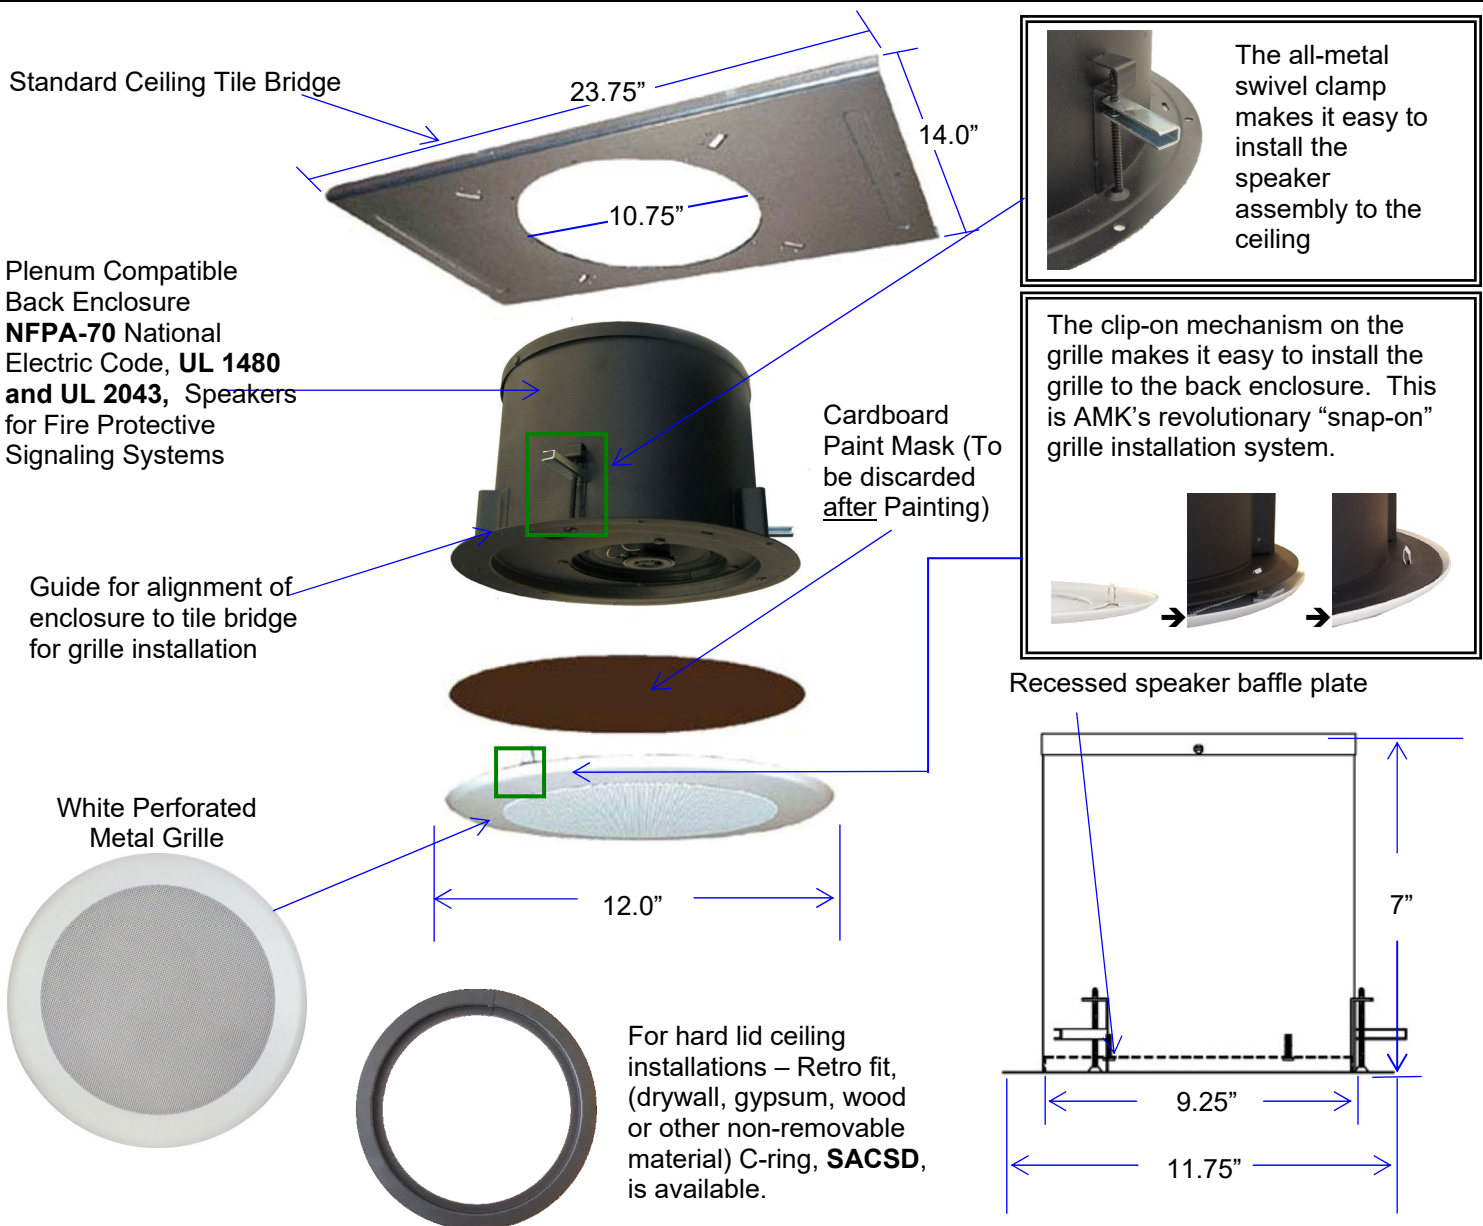 Standard Ceiling Tile Bridge
23.75”
14.0”
10.75”
The all-metal
swivel clamp
makes it easy to
install the
speaker
assembly to the
ceiling
Plenum Compatible
Back Enclosure
NFPA-70 National
Electric Code, UL 1480
and UL 2043, Speakers
for Fire Protective
Signaling Systems
The clip-on mechanism on the
grille makes it easy to install the
grille to the back enclosure. This
is AMK’s revolutionary “snap-on”
grille installation system.
Cardboard
Paint Mask (To
be discarded
after Painting)
Guide for alignment of
enclosure to tile bridge
for grille installation
Recessed speaker baffle plate
White Perforated
Metal Grille
12.0”
7”
9.25”
11.75”
For hard lid ceiling
installations – Retro fit,
(drywall, gypsum, wood
or other non-removable
material) C-ring, SACSD,
is available.